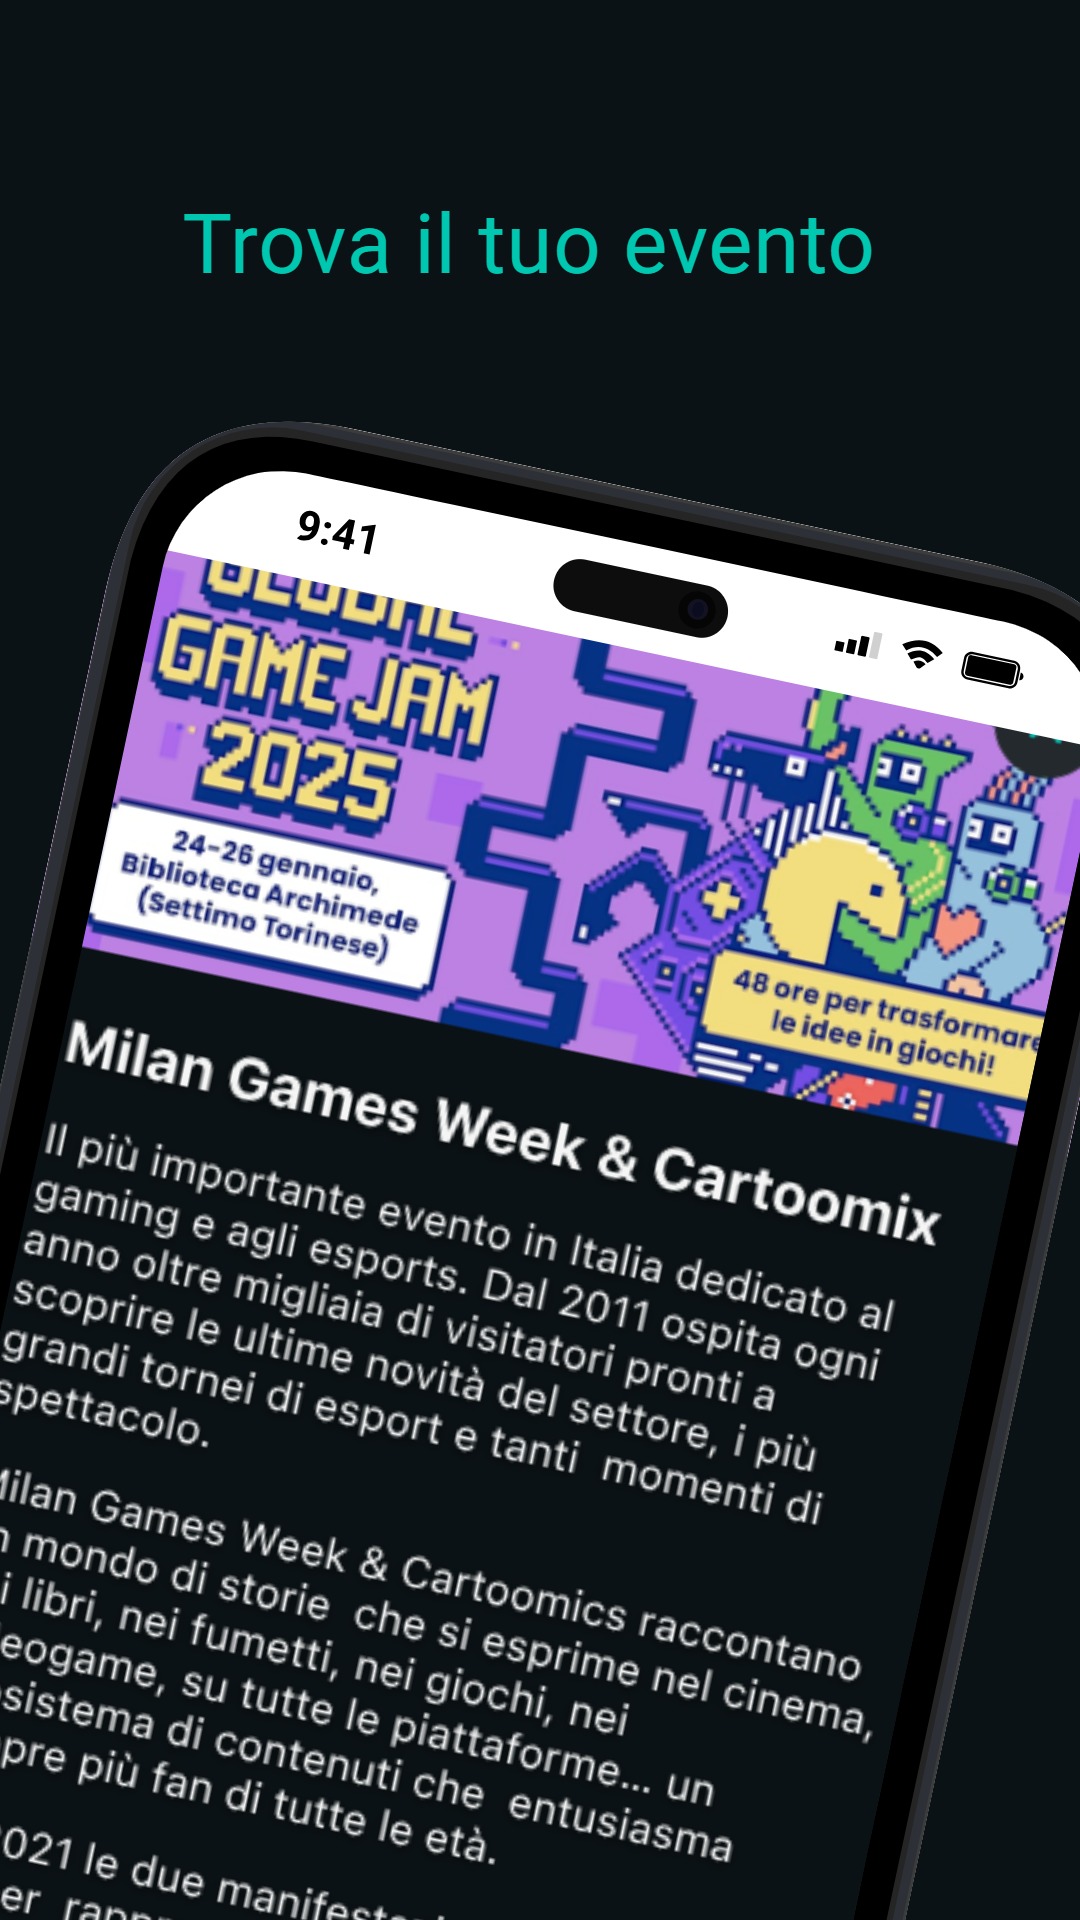 Trova il tuo evento
9:41
GLOBAL
GAME JAM
2025
24-26 gennaio,
Biblioteca Archimede
(Settimo Torinese)
48 ore per trasformare
le idee in giochi!
Milan Games Week & Cartoomix
Il più importante evento in Italia dedicato al
gaming e agli esports. Dal 2011 ospita ogni
anno oltre migliaia di visitatori pronti a
scoprire le ultime novità del settore, i più
grandi tornei di esport e tanti momenti di
spettacolo.
Milan Games Week & Cartoomics raccontano
mondo di storie che si esprime nel cinema,
i libri, nei fumetti, nei giochi, nei
eogame, su tutte le piattaforme... un
sistema di contenuti che entusiasma
pre più fan di tutte le età.
2021 le due manifest
er rapp